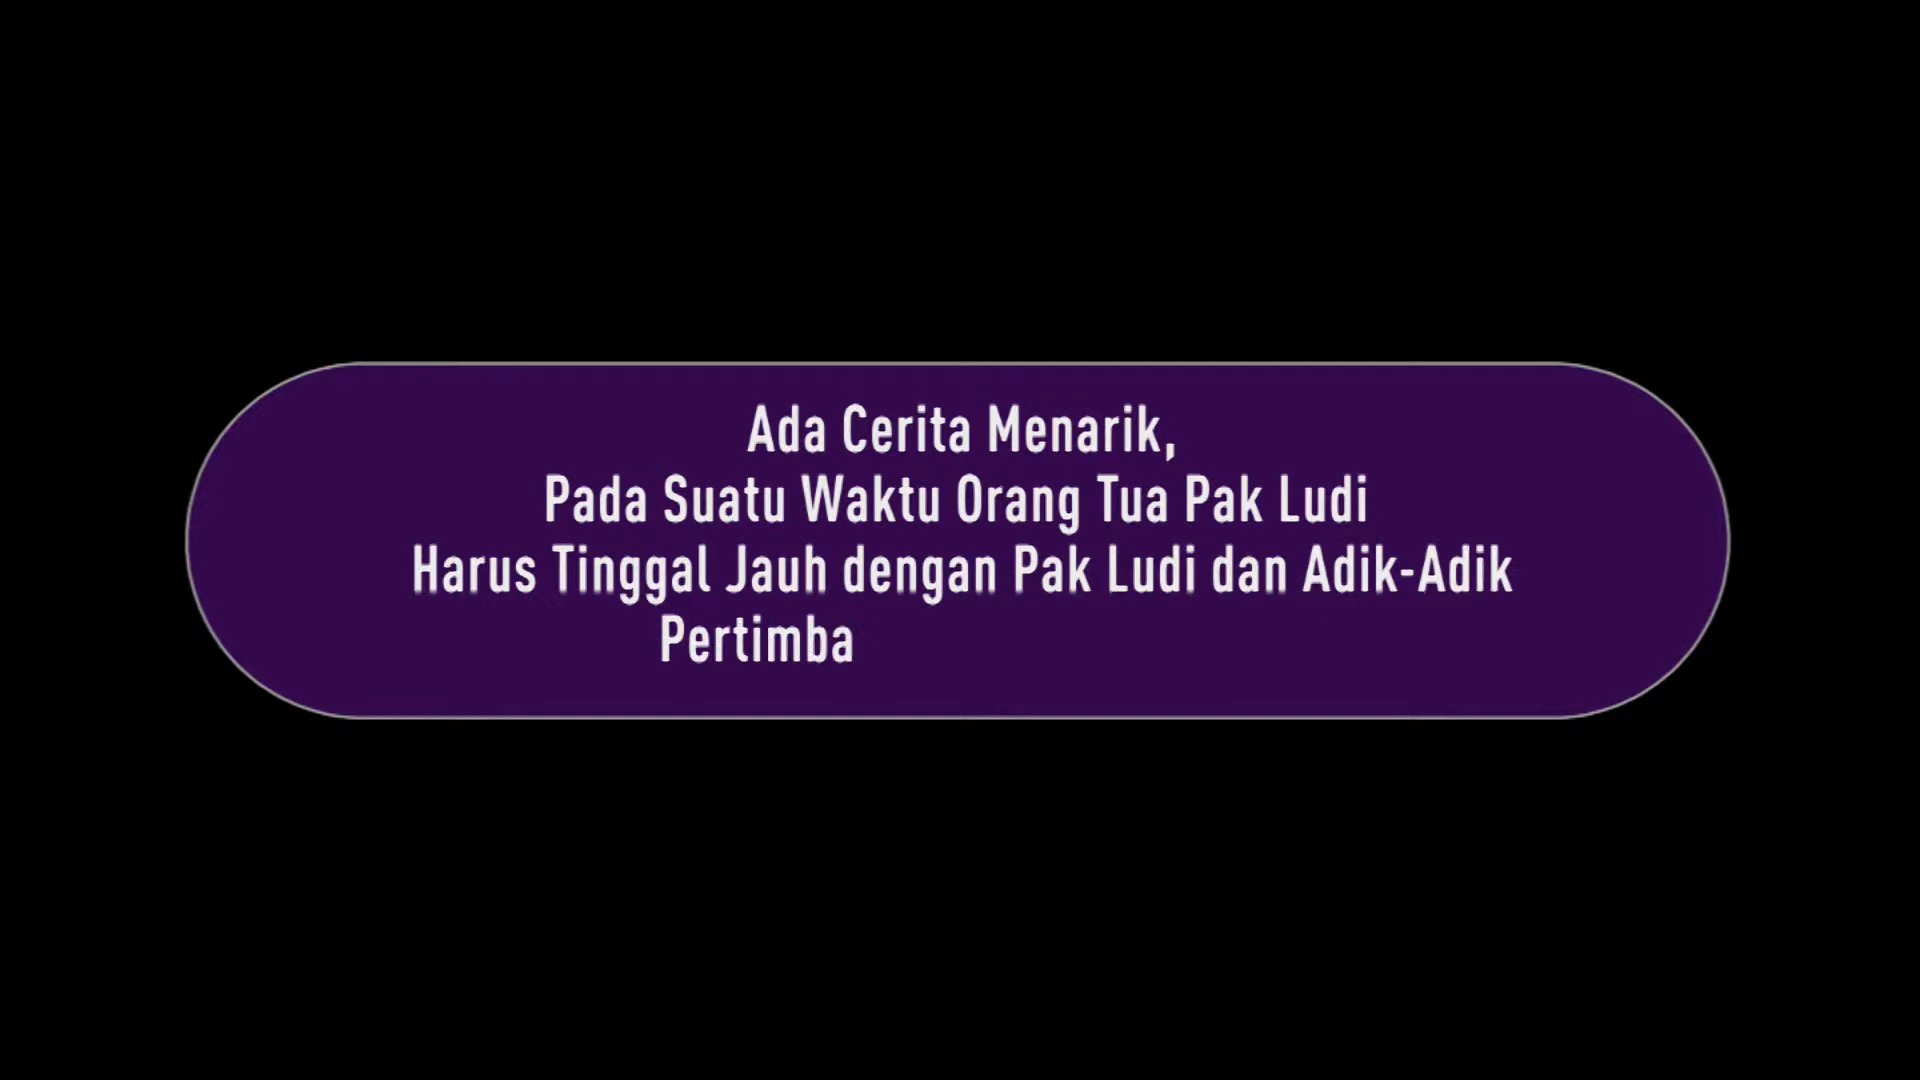 Ada Cerita Menarik,
Pada Suatu Waktu Orang Tua Pak Ludi
Harus Tinggal Jauh dengan Pak Ludi dan Adik-Adik
Pertimba